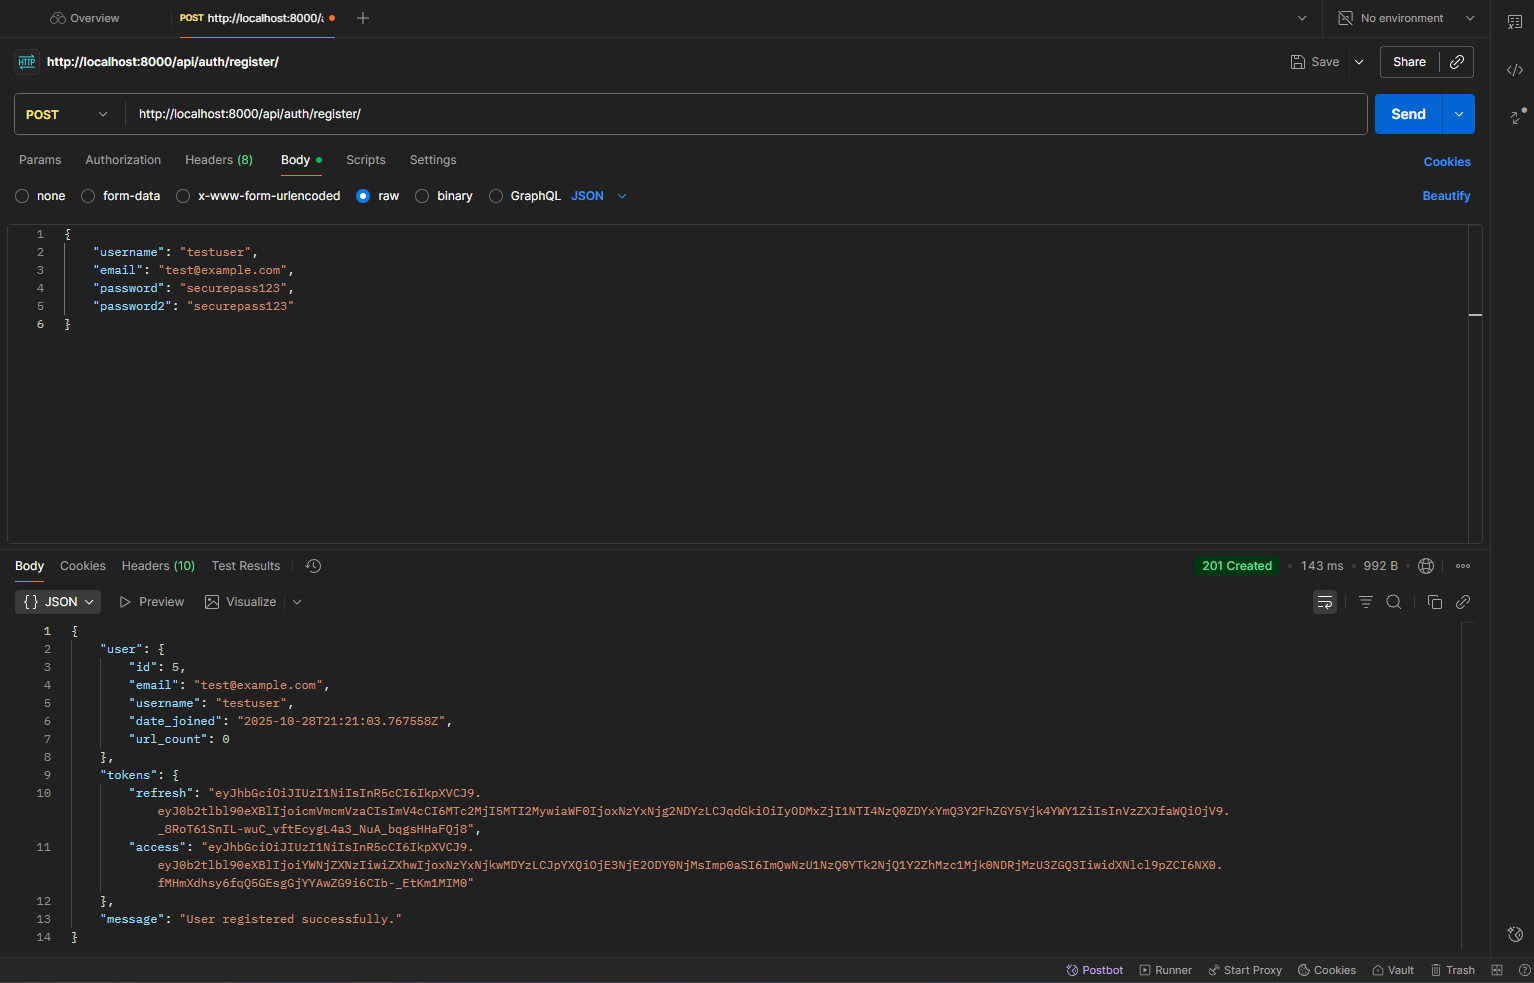 Overview
POST http://localhost:8000/
No environment
HTTP http://localhost:8000/api/auth/register/
Save
Share
POST
http://localhost:8000/api/auth/register/
Send
Params Authorization Headers (8) Body Scripts Settings
Cookies
none form-data x-www-form-urlencoded raw binary GraphQL JSON
Beautify
1 {
2 "username": "testuser",
3 "email": "test@example.com",
4 "password": "securepass123",
5 "password2": "securepass123"
6 }
Body Cookies Headers (10) Test Results
201 Created • 143 ms • 992 B
{} JSON Preview Visualize
1 {
2 "user": {
3 "id": 5,
4 "email": "test@example.com",
5 "username": "testuser",
6 "date_joined": "2025-10-28T21:21:03.767558Z",
7 "url_count": 0
8 },
9 "tokens": {
10 "refresh": "eyJhbGciOiJIUzI1NiIsInR5cCI6IkpXVCJ9.
eyJ0b2tlbl90eXBlIjoicmVmcmVzaCIsImV4cCI6MTc2MjI5MTI2MywiaWF0IjoxNzYxNjg2NDYzLCJqdGkiOiIyODMxZjI1NTI4NzQ0ZDYxYmQ3Y2FhZGY5Yjk4YWY1ZiIsInVzZXJfaWQiOjV9.
_8RoT61SnIL-wuC_vftEcygL4a3_NuA_bqgsHHaFQj8",
11 "access": "eyJhbGciOiJIUzI1NiIsInR5cCI6IkpXVCJ9.
eyJ0b2tlbl90eXBlIjoiYWNjZXNzIiwiZXhwIjoxNzYxNjkwMDYzLCJpYXQiOjE3NjE2ODY0NjMsImp0aSI6ImQwNzU1NzQ0YTk2NjQ1Y2ZhMzc1Mjk0NDRjMzU3ZGQ3IiwidXNlcl9pZCI6NX0.
fMHmXdhsy6fqQ5GEsgGjYYAwZG9i6CIb-_EtKm1MIM0"
12 },
13 "message": "User registered successfully."
14 }
Postbot Runner Start Proxy Cookies Vault Trash